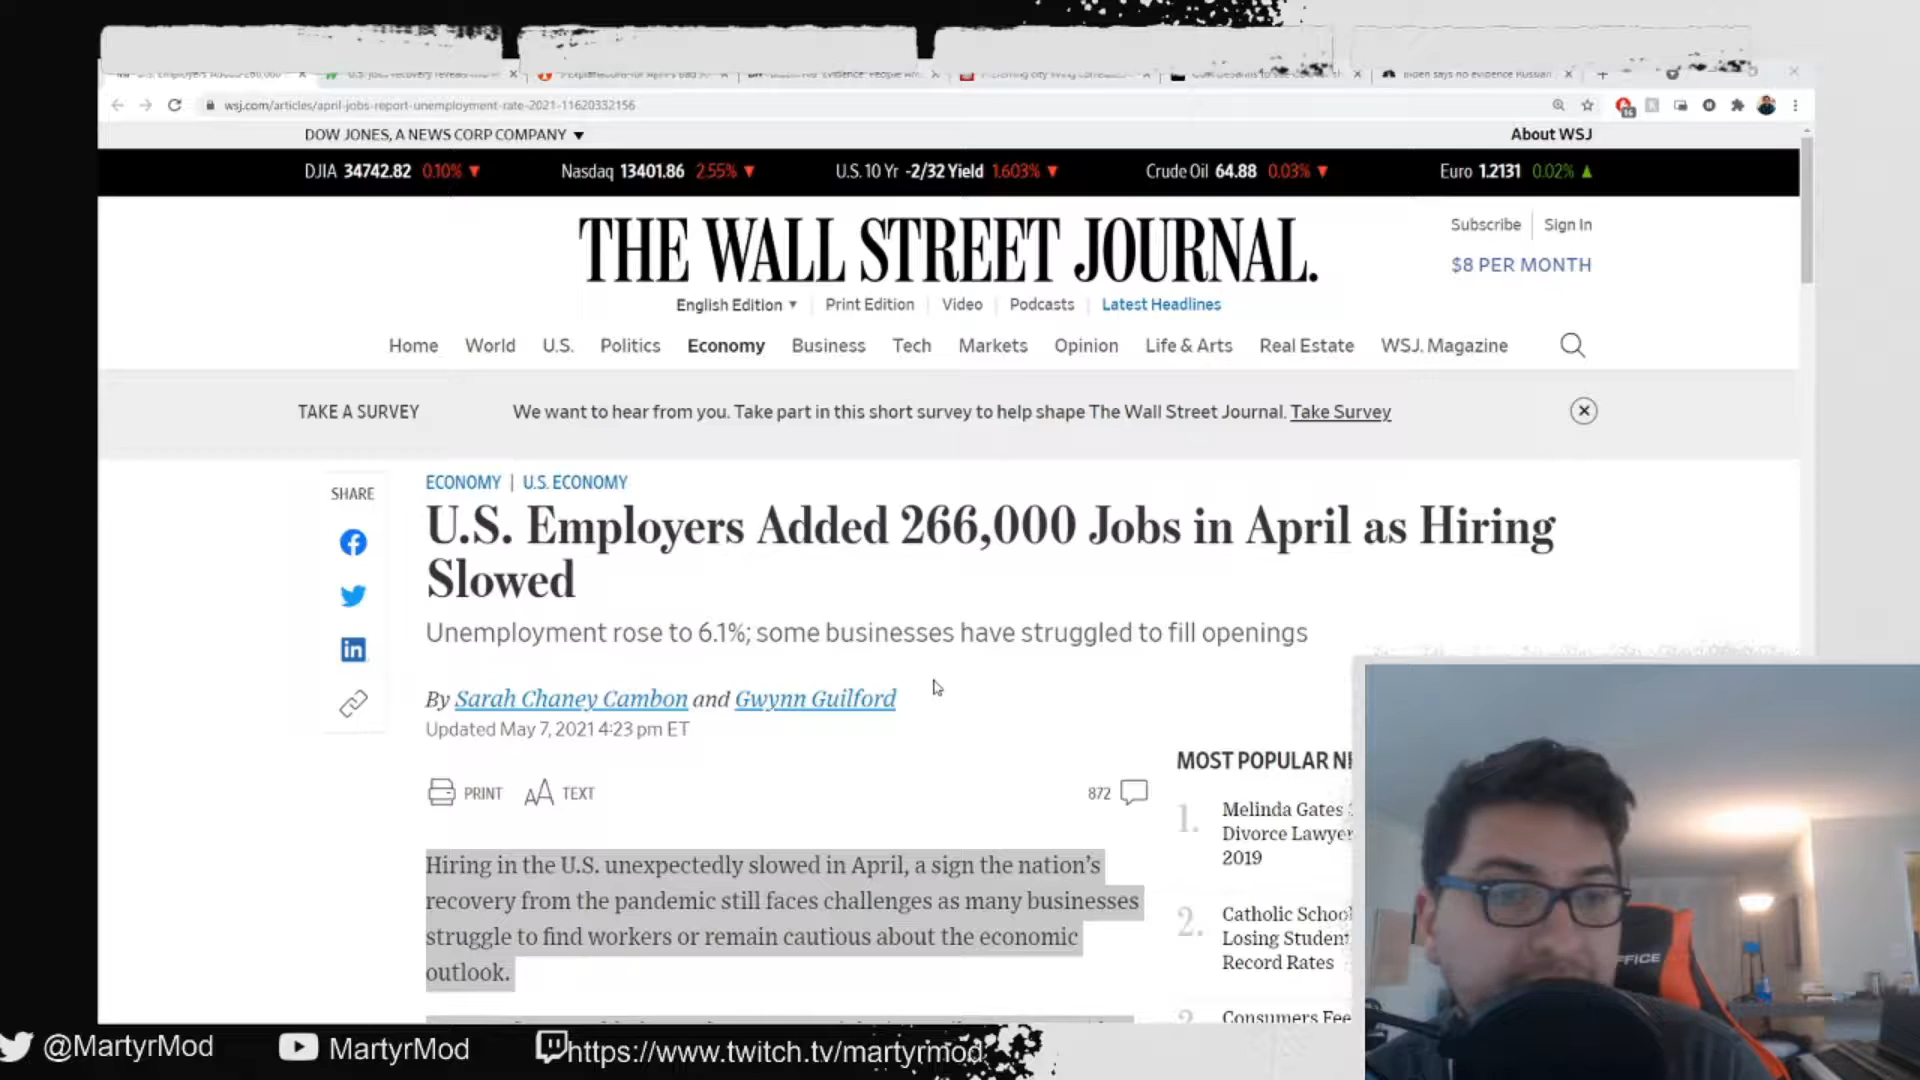 wsj.com/articles/april-jobs-report-unemployment-rate-2021-11620332156
DOW JONES, A NEWS CORP COMPANY
About WSJ
DJIA 34742.82 0.10%
Nasdaq 13401.86 2.55%
U.S. 10 Yr -2/32 Yield 1.603%
Crude Oil 64.88 0.03%
Euro 1.2131 0.02%
THE WALL STREET JOURNAL.
Subscribe Sign In
$8 PER MONTH
English Edition Print Edition Video Podcasts Latest Headlines
Home World U.S. Politics Economy Business Tech Markets Opinion Life & Arts Real Estate WSJ. Magazine
TAKE A SURVEY
We want to hear from you. Take part in this short survey to help shape The Wall Street Journal. Take Survey
SHARE
ECONOMY | U.S. ECONOMY
U.S. Employers Added 266,000 Jobs in April as Hiring
Slowed
Unemployment rose to 6.1%; some businesses have struggled to fill openings
By Sarah Chaney Cambon and Gwynn Guilford
Updated May 7, 2021 4:23 pm ET
PRINT TEXT
872
Hiring in the U.S. unexpectedly slowed in April, a sign the nation's
recovery from the pandemic still faces challenges as many businesses
struggle to find workers or remain cautious about the economic
outlook.
MOST POPULAR
1. Melinda Gates
Divorce
2019
2. Catholic
Losing
Record Rates
Consumers
@MartyrMod
MartyrMod
https://www.twitch.tv/martyrmod